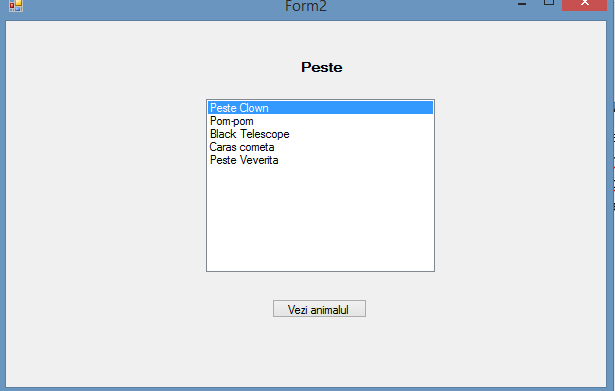 Form2
Peste
Peste Clown
Pom-pom
Black Telescope
Caras cometa
Peste Veverita
Vezi animalul